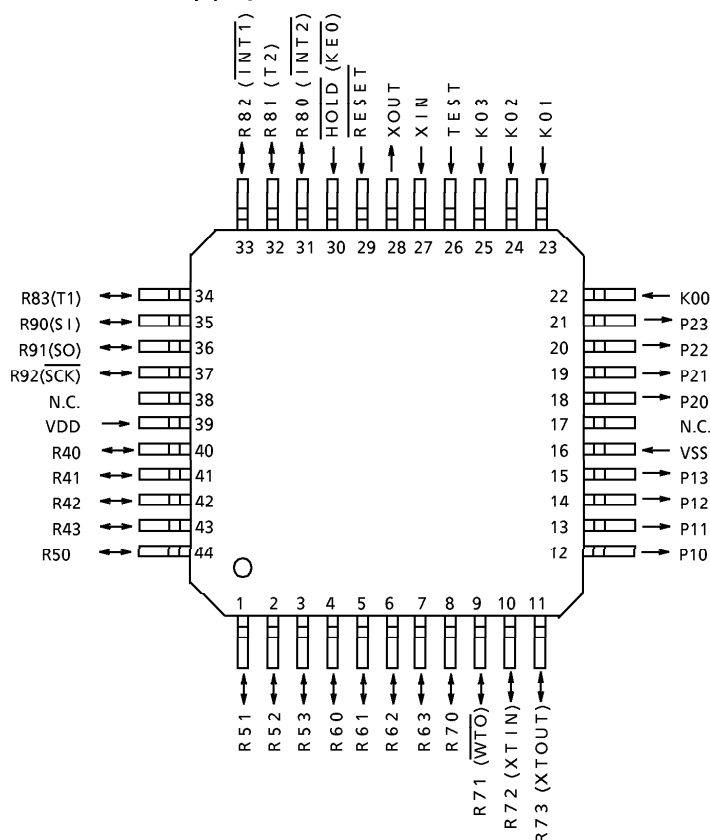 R82 (INT1)
R81 (T2)
R80 (INT2)
HOLD (KE0)
RESET
XOUT
XIN
TEST
K03
K02
K01
33 32 31 30 29 28 27 26 25 24 23
R83(T1) 34
R90(SI) 35
R91(SO) 36
R92(SCK) 37
N.C. 38
VDD 39
R40 40
R41 41
R42 42
R43 43
R50 44
22 K00
21 P23
20 P22
19 P21
18 P20
17 N.C.
16 VSS
15 P13
14 P12
13 P11
12 P10
1 2 3 4 5 6 7 8 9 10 11
R51
R52
R53
R60
R61
R62
R63
R70
R71 (WTO)
R72 (XTIN)
R73 (XTOUT)